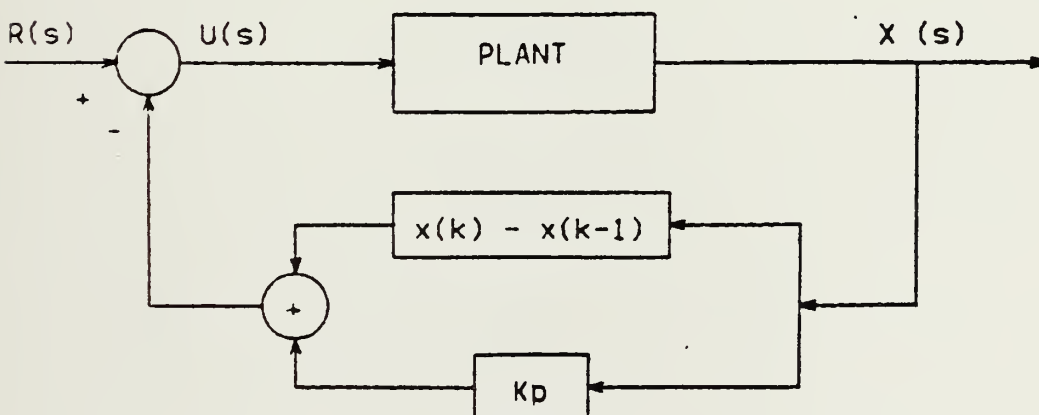 R(s)
U(s)
PLANT
X (s)
+
-
x(k) - x(k-1)
+
Kp